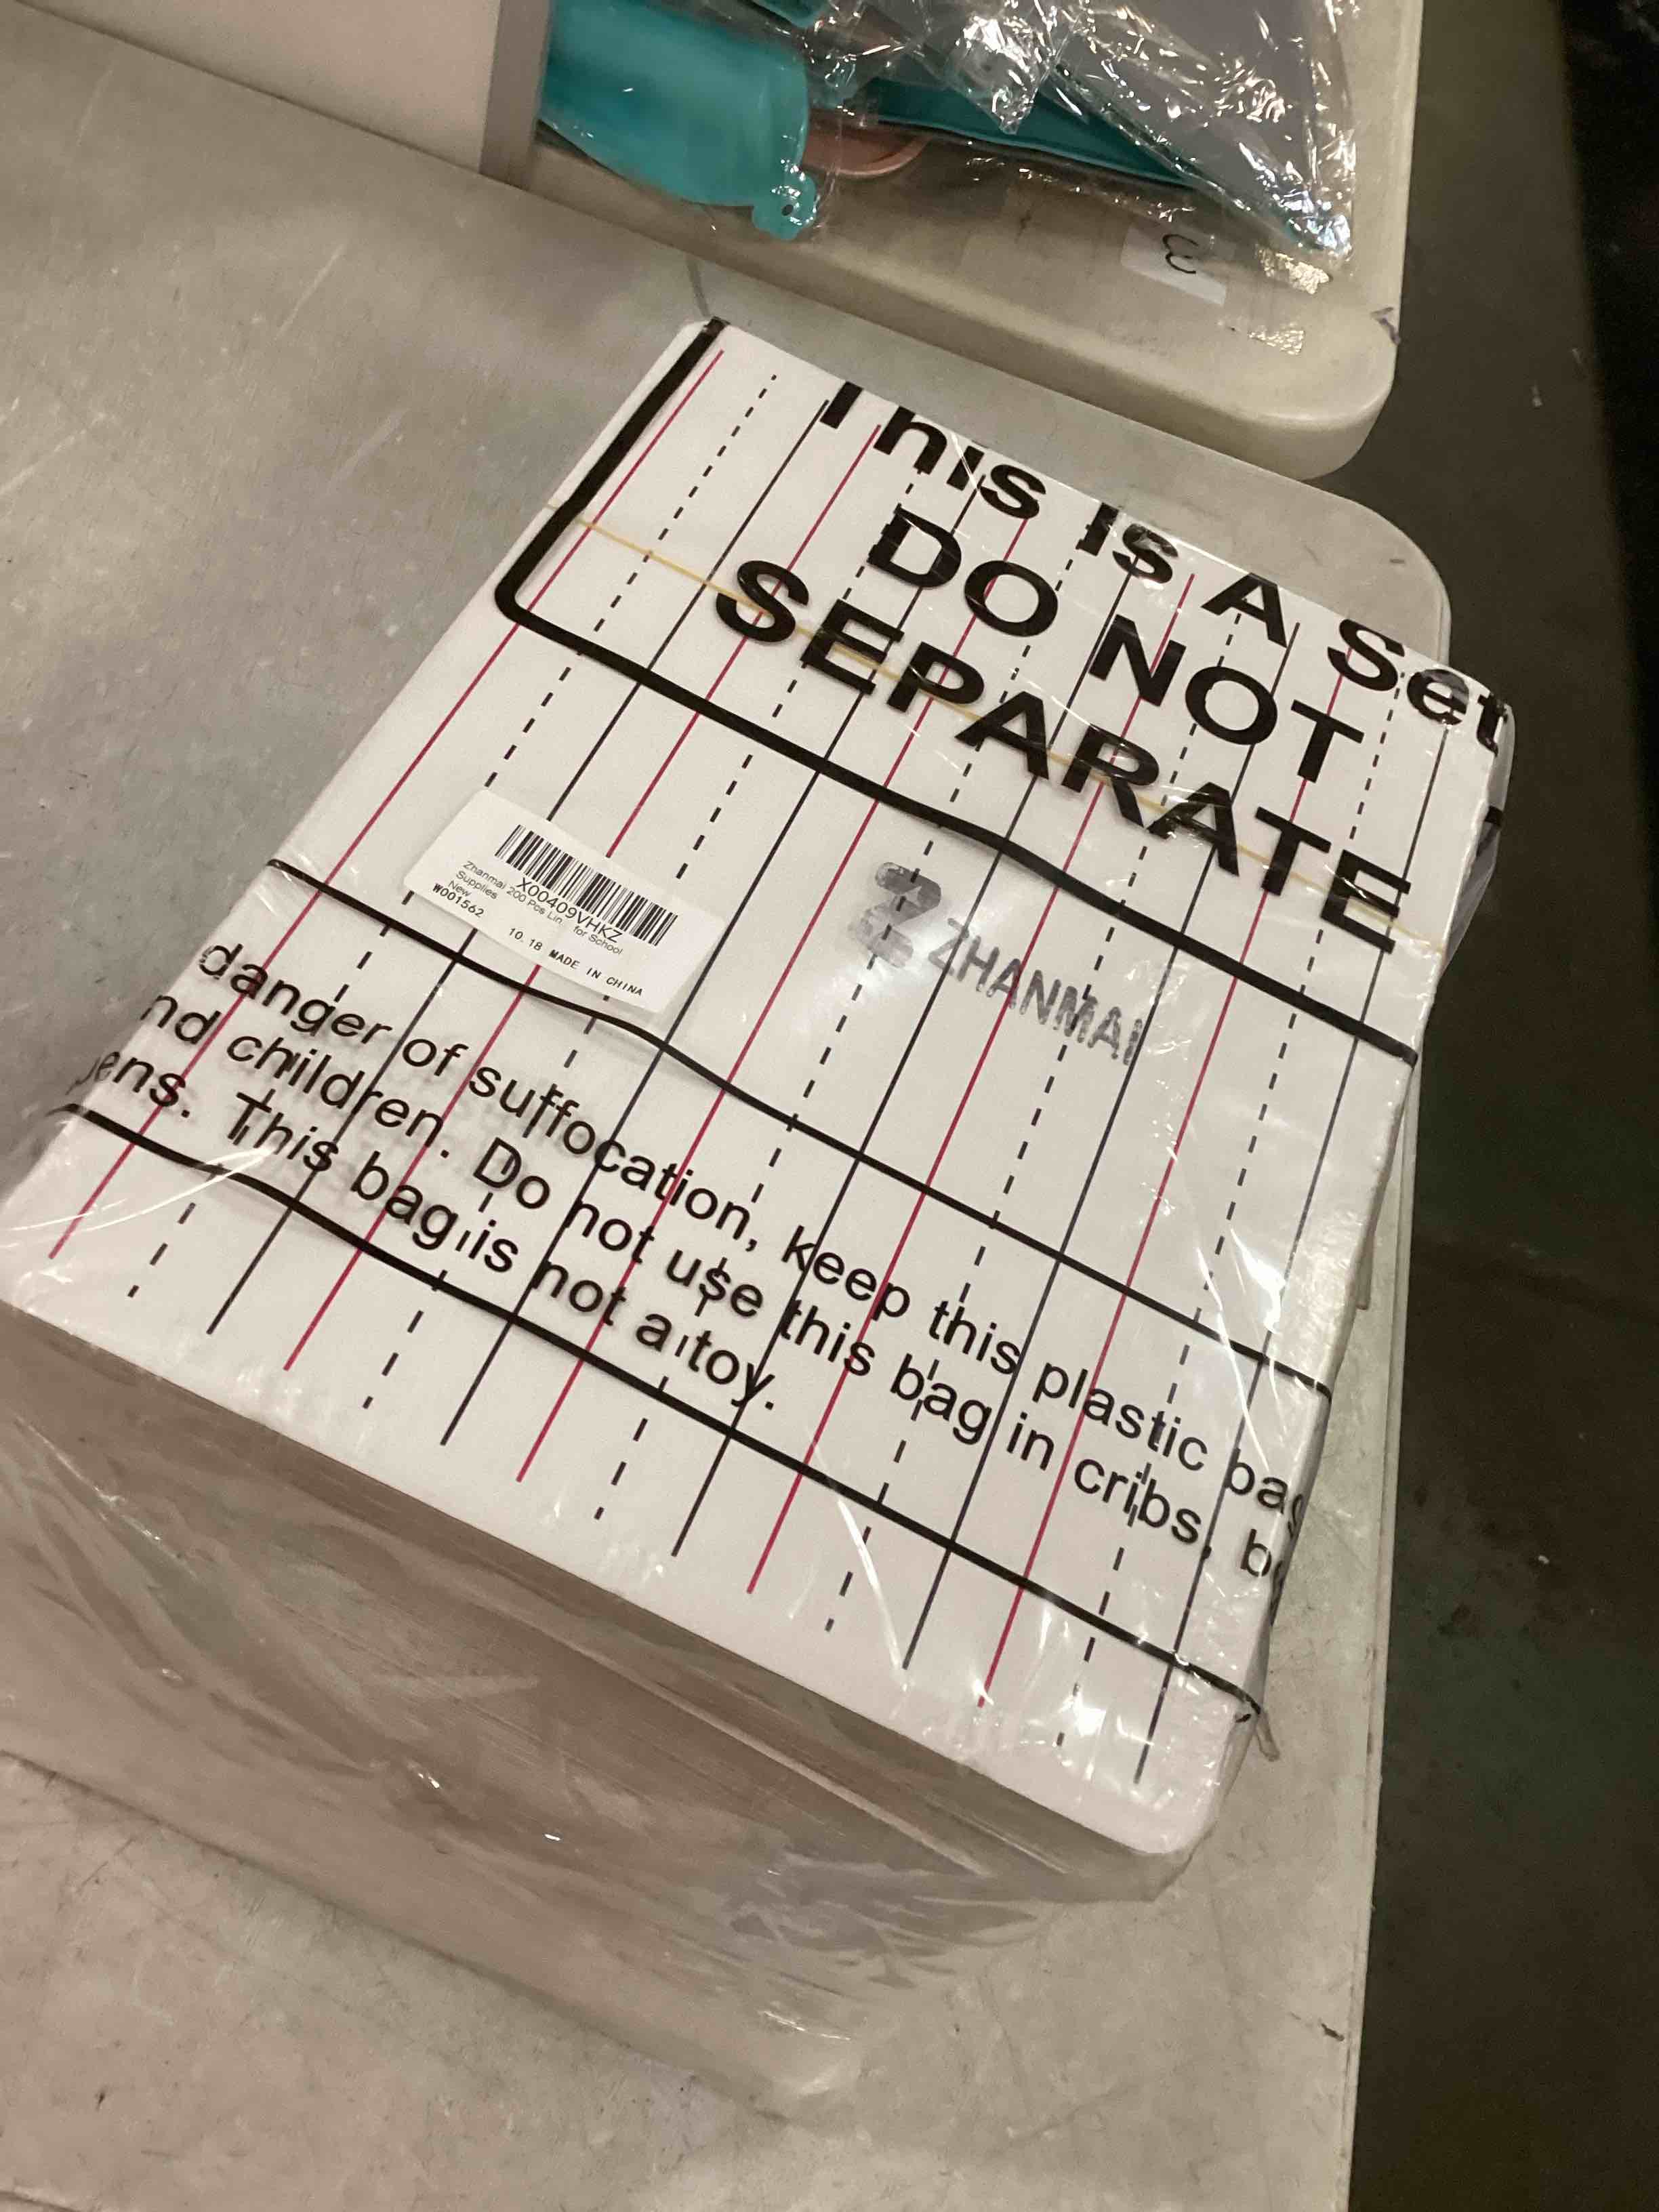 3
This Is A Set
DO NOT
SEPARATE
X00409VHKZ
Zhanmai 200 Pcs Lin for School
Supplies
New
W001562
10.18 MADE IN CHINA
Z ZHANMAI
danger of suffocation, keep this plastic bag
nd children. Do not use this bag in cribs, be
ens. This bag is not a toy.